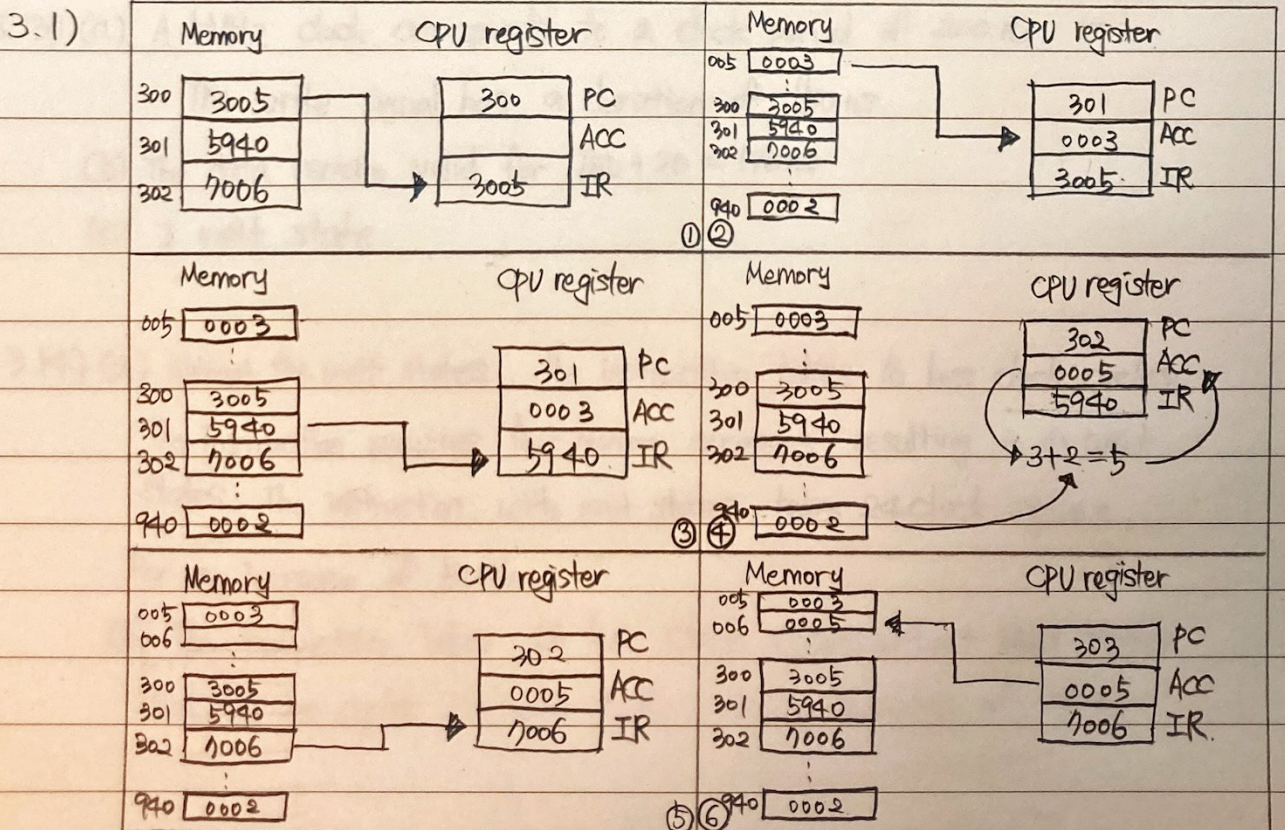 3.1)
Memory CPU register
300 3005 300 PC
301 5940 ACC
302 7006 3005 IR
①
Memory CPU register
005 0003
300 3005 301 PC
301 5940 0003 ACC
302 7006 3005 IR
940 0002
②
Memory CPU register
005 0003
300 3005 301 PC
301 5940 0003 ACC
302 7006 5940 IR
940 0002
③
Memory CPU register
005 0003 302 PC
0005 ACC
300 3005 5940 IR
301 5940
302 7006 3+2=5
940 0002
④
Memory CPU register
005 0003
006 302 PC
300 3005 0005 ACC
301 5940 7006 IR
302 7006
940 0002
⑤
Memory CPU register
005 0003
006 0005 303 PC
300 3005 0005 ACC
301 5940 7006 IR.
302 7006
940 0002
⑥